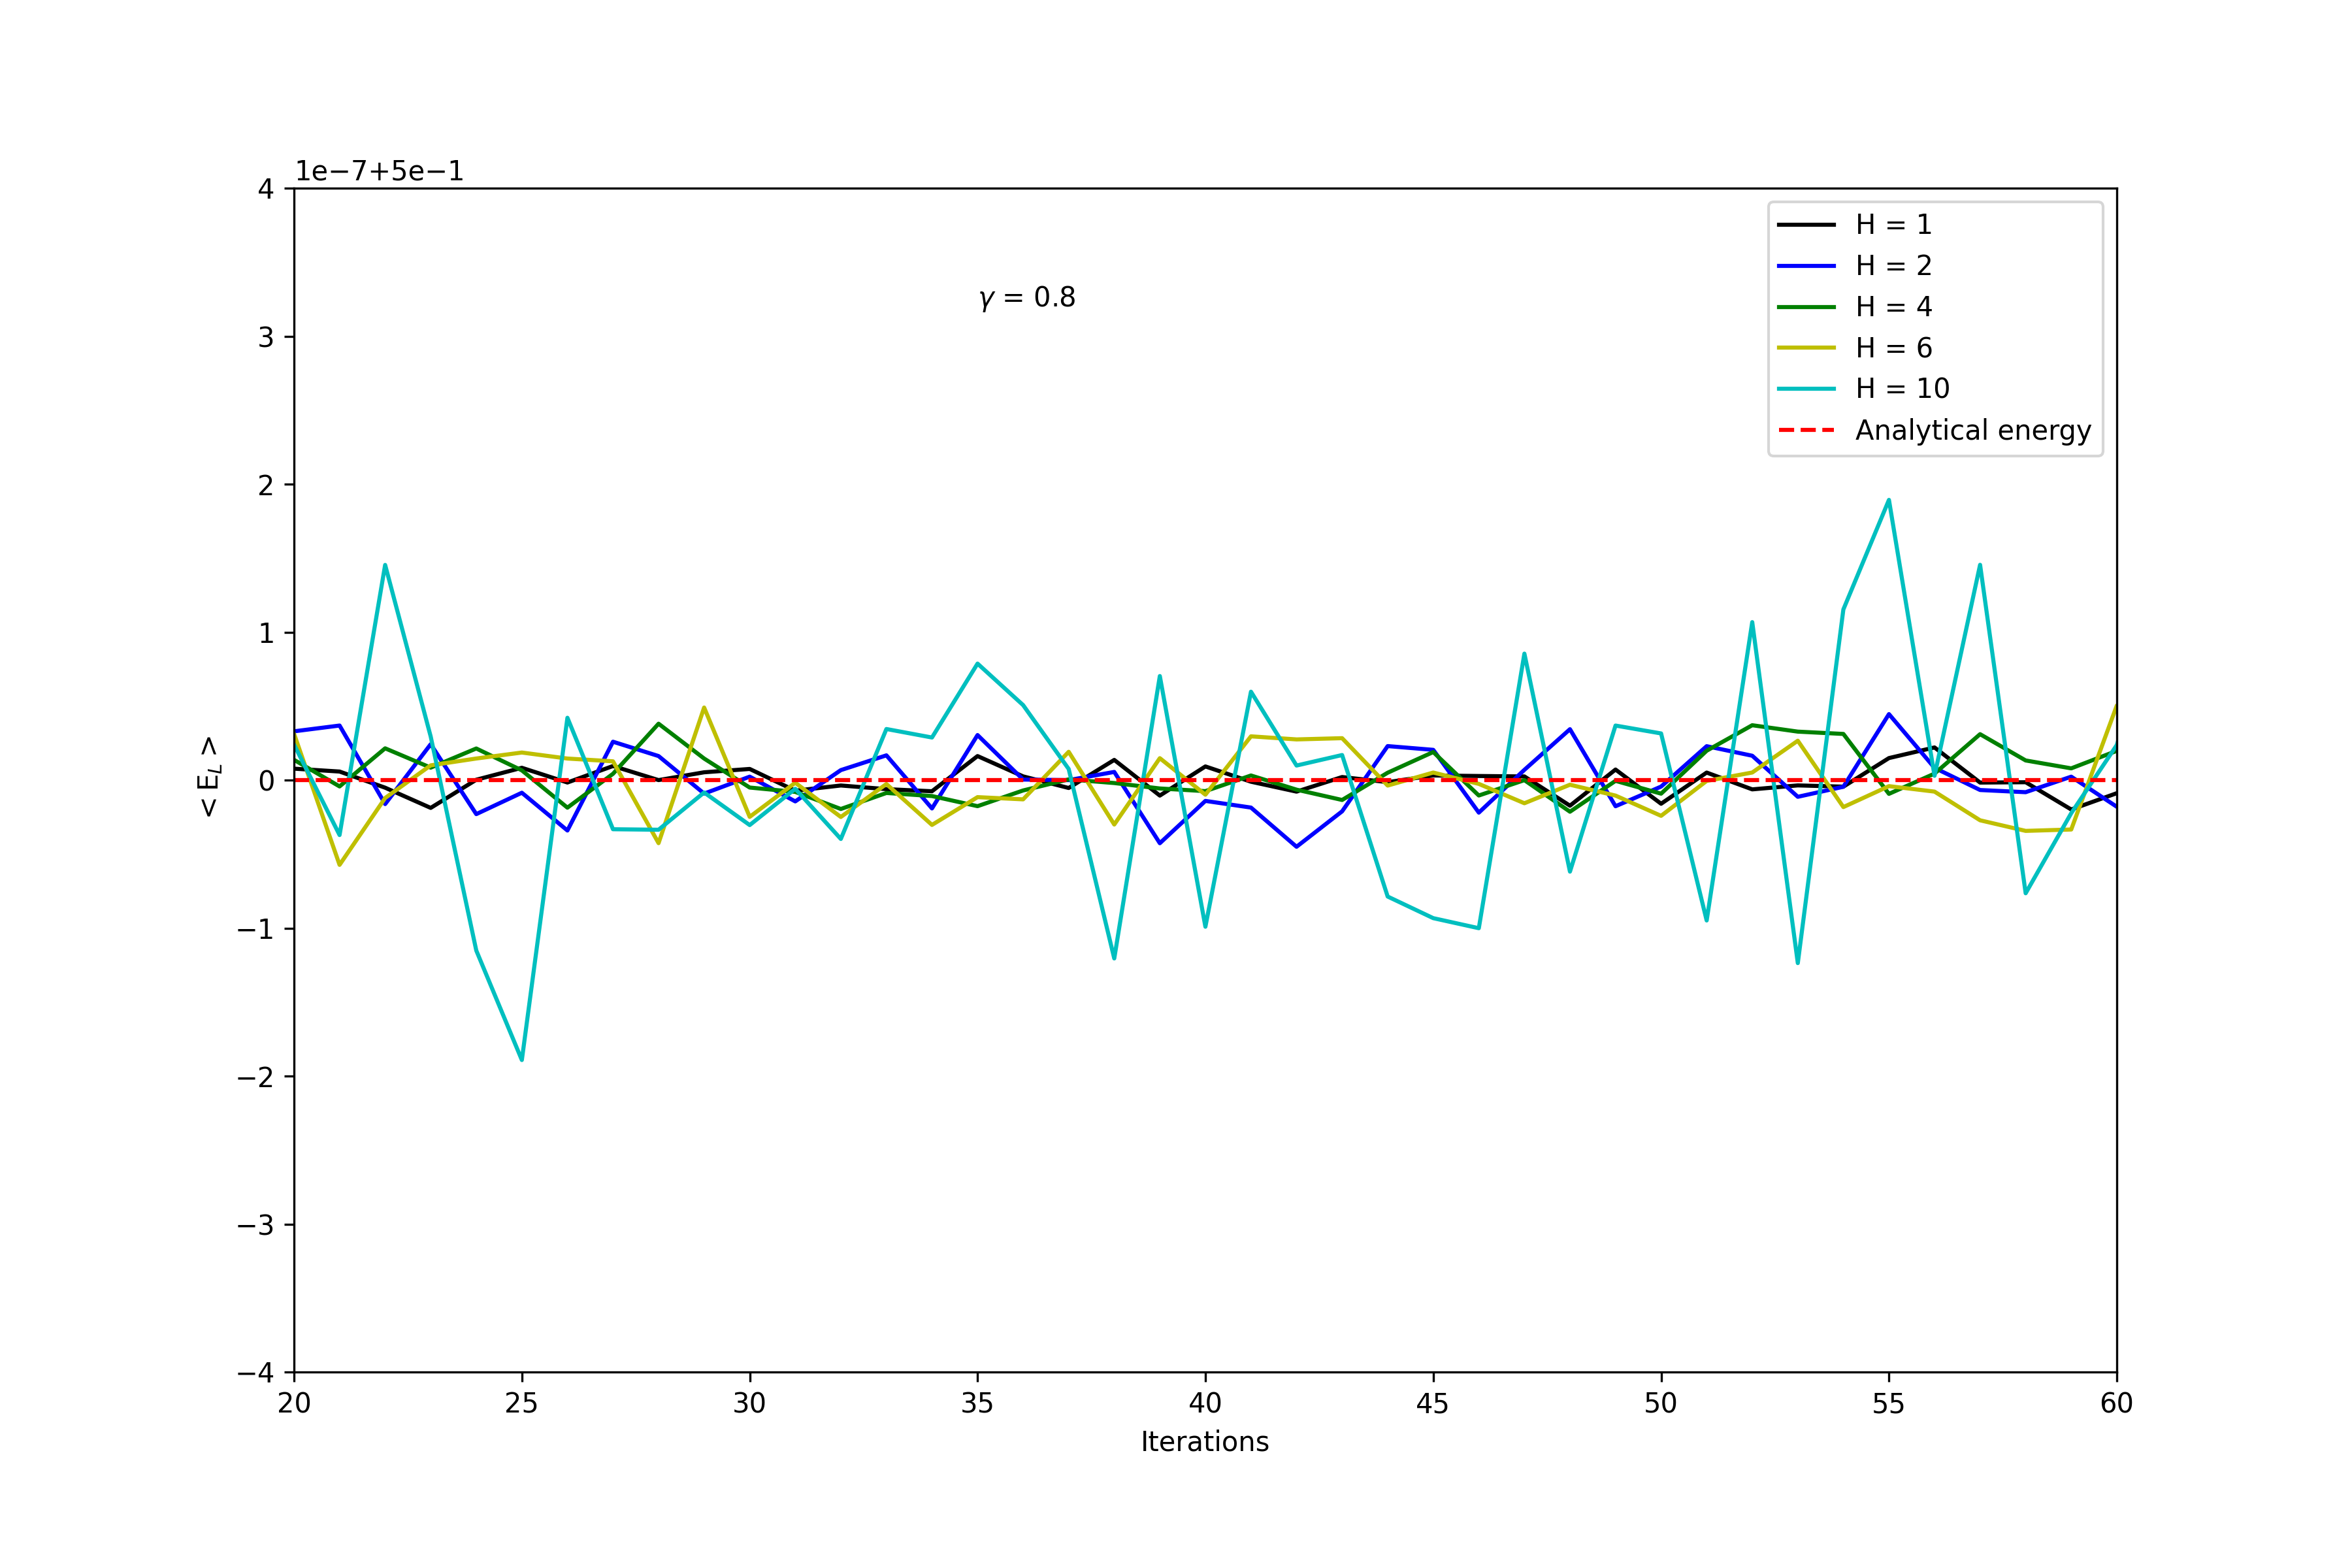 1e−7+5e−1
4
3
2
1
0
−1
−2
−3
−4
< E_L >
γ = 0.8
H = 1
H = 2
H = 4
H = 6
H = 10
Analytical energy
20 25 30 35 40 45 50 55 60
Iterations